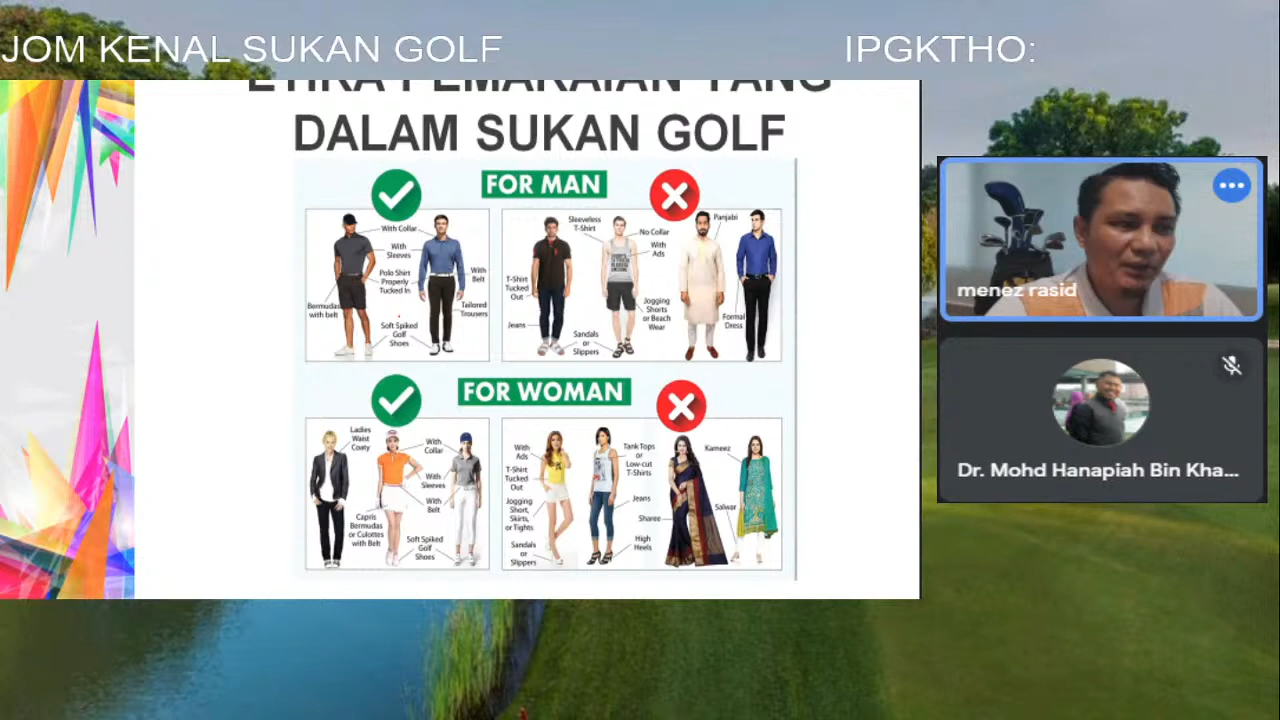 JOM KENAL SUKAN GOLF
IPGKTHO:
ETIKA PEMAKAIAN YANG
DALAM SUKAN GOLF
FOR MAN
With Collar
With
Sleeves
Polo Shirt
Properly
Tucked In
Bermudas
with belt
Soft Spiked
Golf
Shoes
With
Belt
Tailored
Trousers
Sleeveless
T-Shirt
No Collar
With
Ads
T-Shirt
Tucked
Out
Jeans
Jogging
Shorts
or Beach
Wear
Sandals
or
Slippers
Panjabi
Formal
Dress
menez rasid
Dr. Mohd Hanapiah Bin Kha...
FOR WOMAN
Ladies
Waist
Coaty
With
Collar
With
Sleeves
With
Belt
Capris
Bermudas
or Culottes
with Belt
Soft Spiked
Golf
Shoes
With
Ads
T-Shirt
Tucked
Out
Jogging
Short,
Skirts,
or Tights
Sandals
or
Slippers
Tank Tops
or
Low-cut
T-Shirts
Jeans
Sharee
High
Heels
Kameez
Salwar